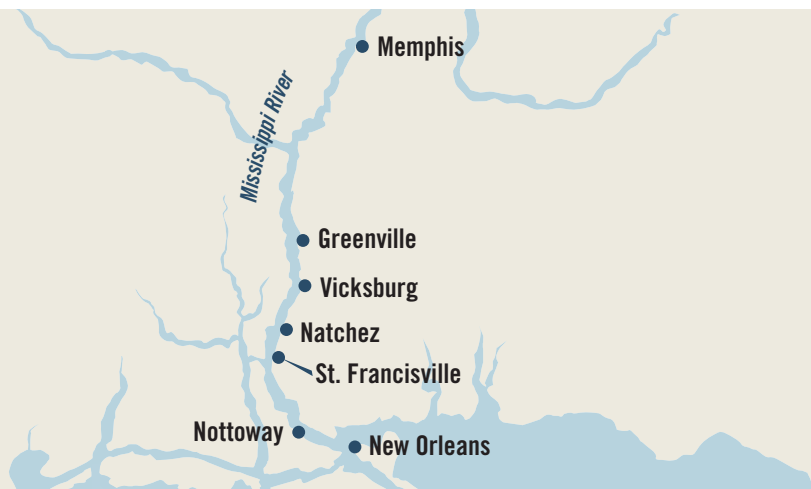 Memphis
Mississippi River
Greenville
Vicksburg
Natchez
St. Francisville
Nottoway
New Orleans